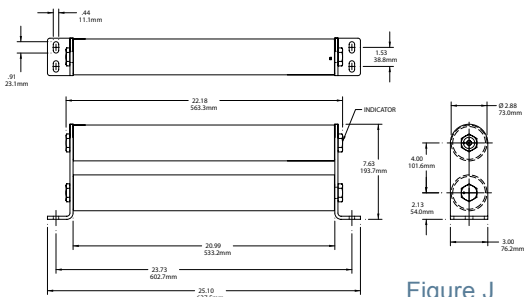 .44
11.1mm
.91
23.1mm
1.53
38.8mm
22.18
563.3mm
INDICATOR
7.63
193.7mm
Ø 2.88
73.0mm
4.00
101.6mm
2.13
54.0mm
20.99
533.2mm
3.00
76.2mm
23.73
602.7mm
25.10
Figure J